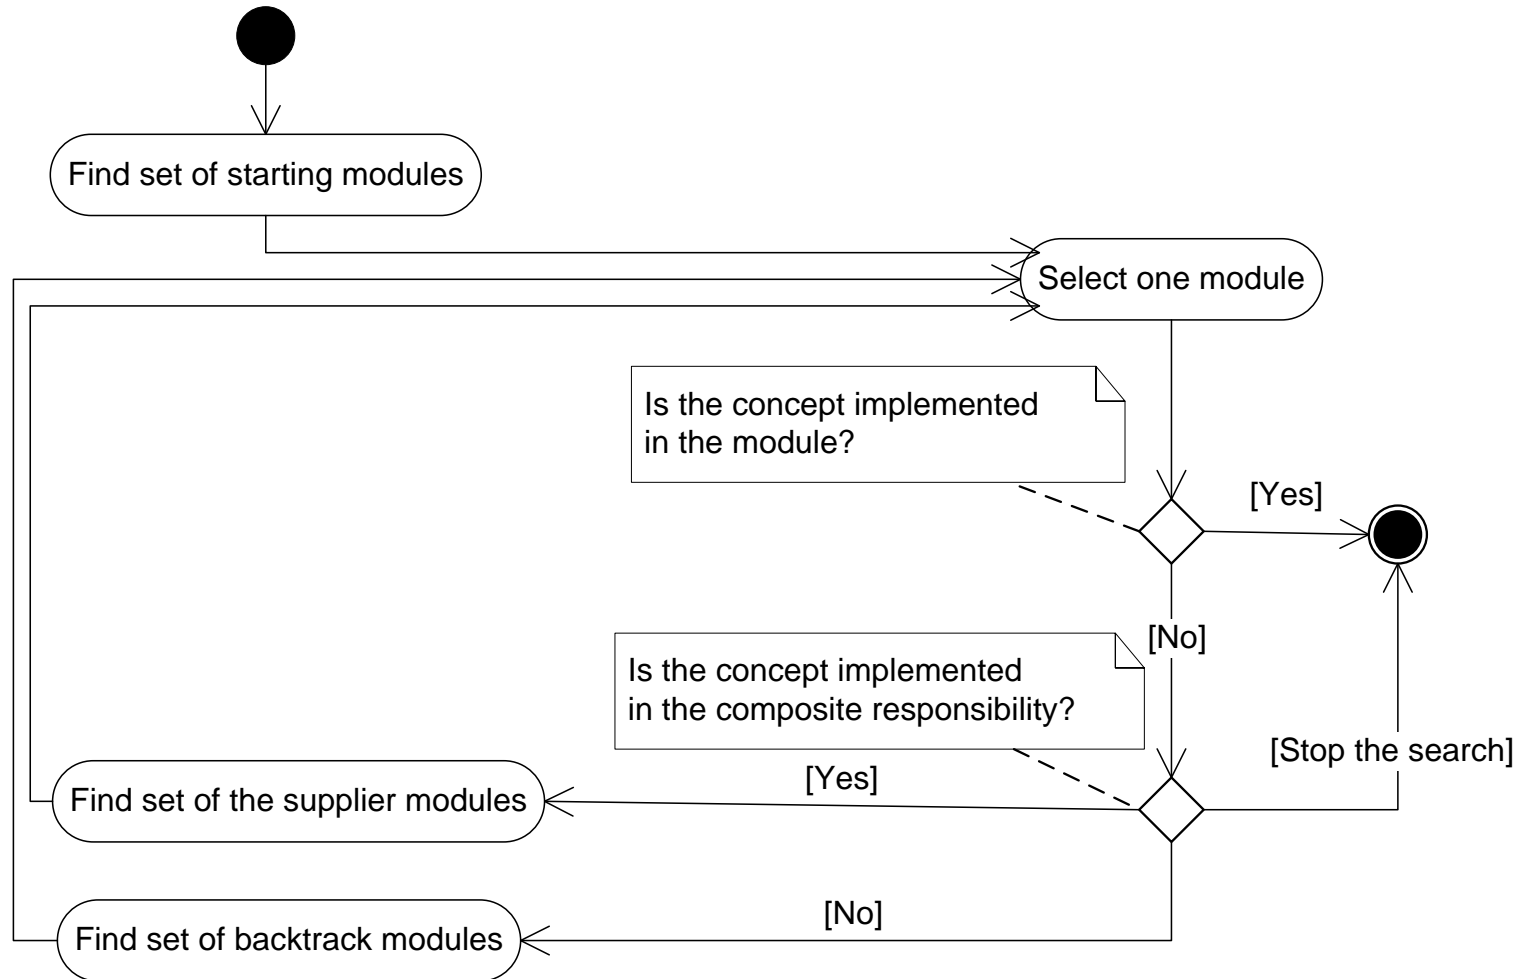 Find set of starting modules
Select one module
Is the concept implemented
in the module?
[Yes]
[No]
Is the concept implemented
in the composite responsibility?
[Stop the search]
[Yes]
Find set of the supplier modules
[No]
Find set of backtrack modules